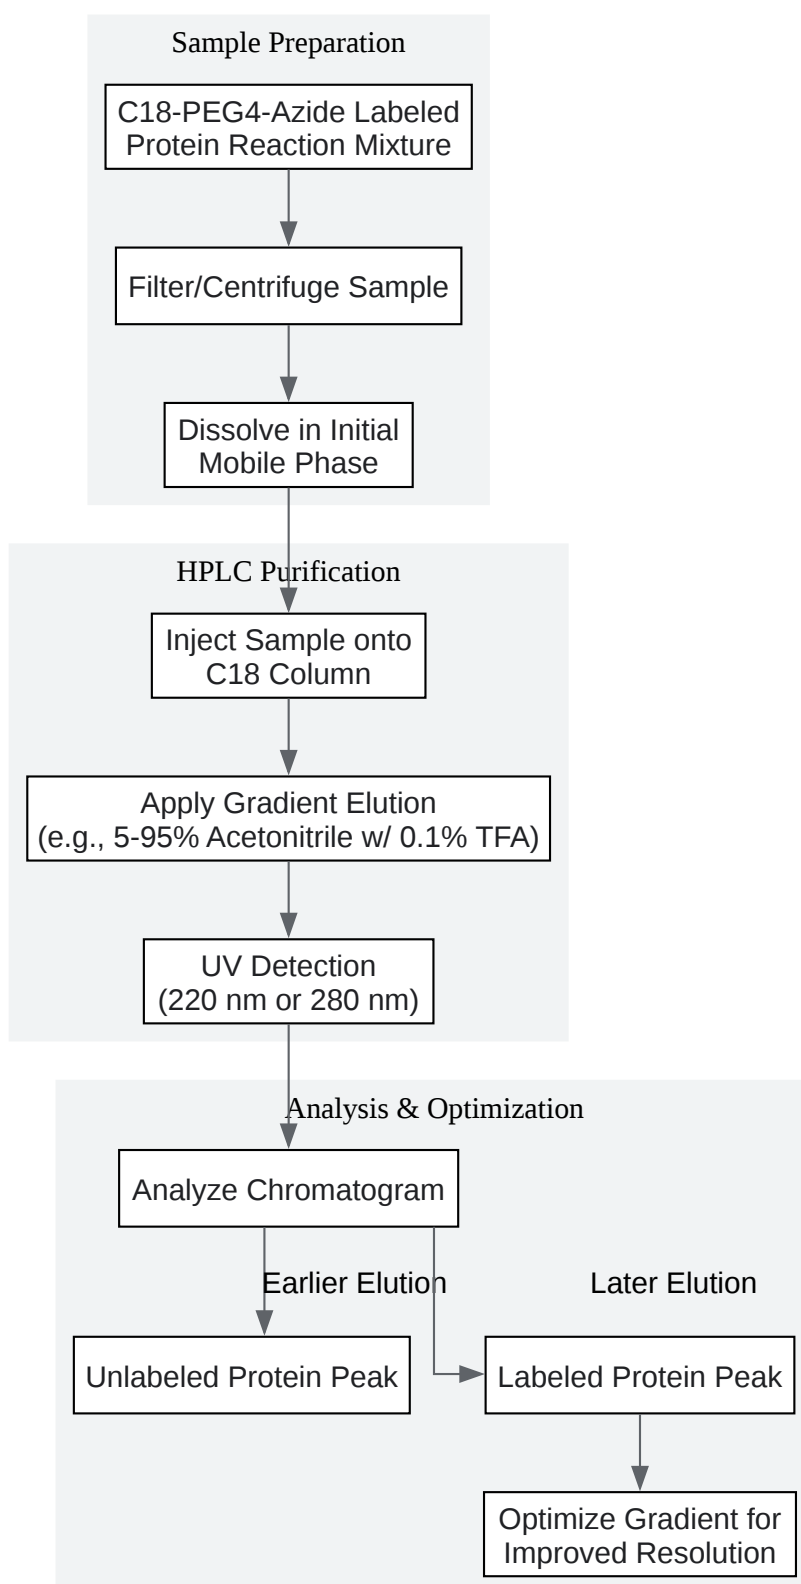 Sample Preparation
C18-PEG4-Azide Labeled
Protein Reaction Mixture
Filter/Centrifuge Sample
Dissolve in Initial
Mobile Phase
HPLC Purification
Inject Sample onto
C18 Column
Apply Gradient Elution
(e.g., 5-95% Acetonitrile w/ 0.1% TFA)
UV Detection
(220 nm or 280 nm)
Analysis & Optimization
Analyze Chromatogram
Earlier Elution
Later Elution
Unlabeled Protein Peak
Labeled Protein Peak
Optimize Gradient for
Improved Resolution